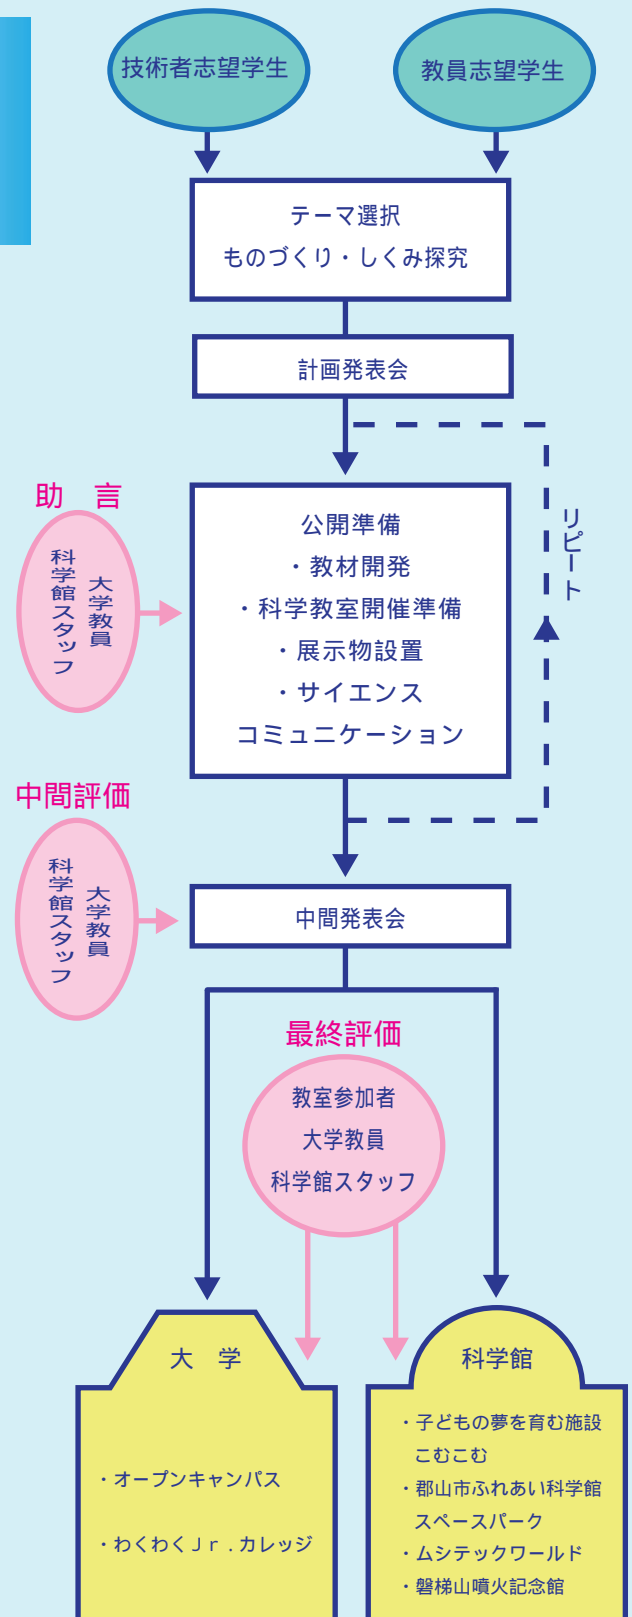 技術者志望学生
教員志望学生
テーマ選択
ものづくり・しくみ探究
計画発表会
リピート
助　言
大学教員
科学館スタッフ
公開準備
・教材開発
・科学教室開催準備
・展示物設置
・サイエンス
コミュニケーション
中間評価
大学教員
科学館スタッフ
中間発表会
最終評価
教室参加者
大学教員
科学館スタッフ
大　学
・オープンキャンパス
・わくわくＪｒ．カレッジ
科学館
・子どもの夢を育む施設
こむこむ
・郡山市ふれあい科学館
スペースパーク
・ムシテックワールド
・磐梯山噴火記念館